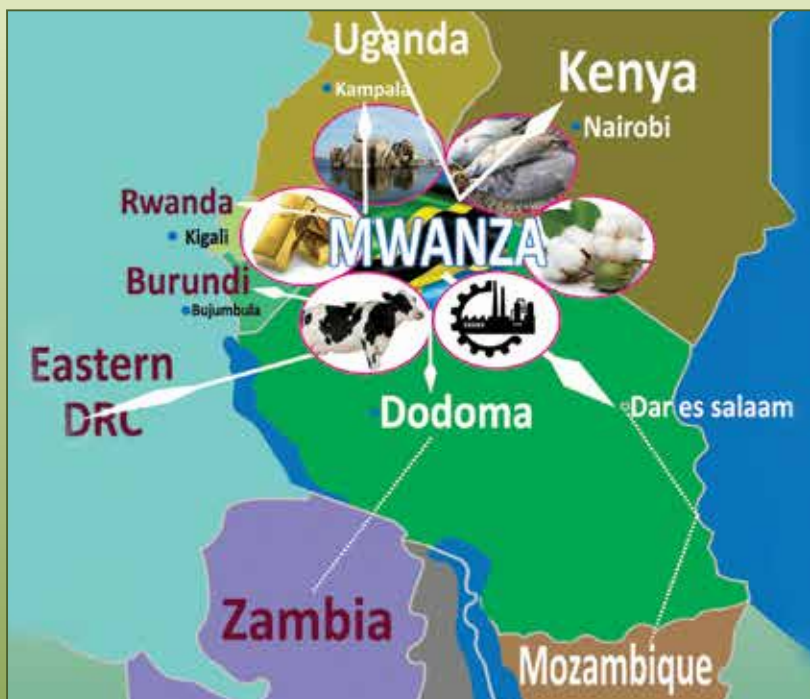 Uganda
Kampala
Kenya
Nairobi
Rwanda
Kigali
MWANZA
Burundi
Bujumbula
Eastern
DRC
Dodoma
Dar es salaam
Zambia
Mozambique